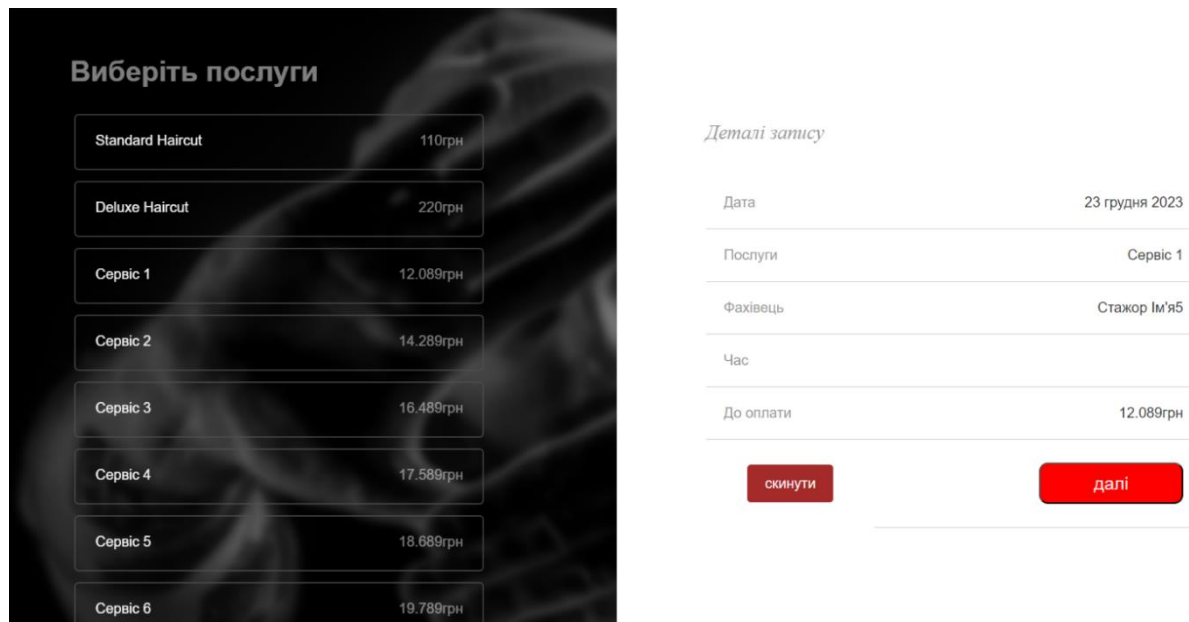 Виберіть послуги
Standard Haircut 110грн
Deluxe Haircut 220грн
Сервіс 1 12.089грн
Сервіс 2 14.289грн
Сервіс 3 16.489грн
Сервіс 4 17.589грн
Сервіс 5 18.689грн
Сервіс 6 19.789грн
Деталі запису
Дата 23 грудня 2023
Послуги Сервіс 1
Фахівець Стажор Ім'я5
Час
До оплати 12.089грн
скинути далі